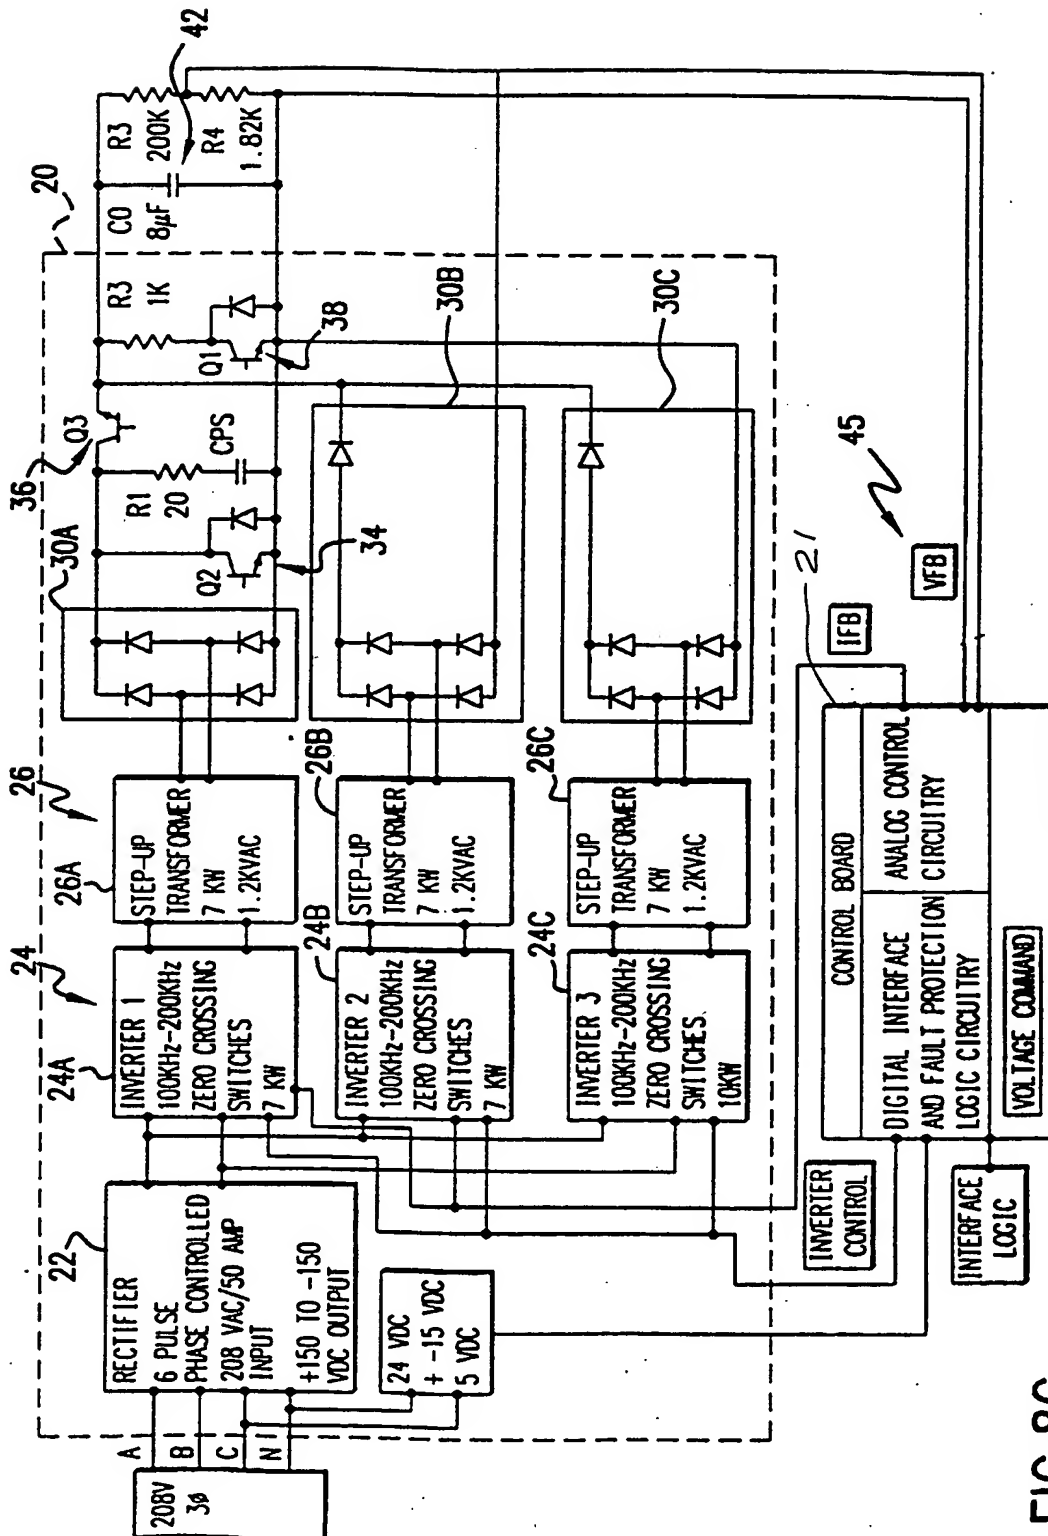 208V
3ø
A
B
C
N
22
RECTIFIER
6 PULSE
PHASE CONTROLLED
208 VAC/50 AMP
INPUT
+150 TO -150
VDC OUTPUT
24 VDC
+ -15 VDC
5 VDC
24
24A
INVERTER 1
100KHz-200KHz
ZERO CROSSING
SWITCHES
7 KW
24B
INVERTER 2
100KHz-200KHz
ZERO CROSSING
SWITCHES
7 KW
24C
INVERTER 3
100KHz-200KHz
ZERO CROSSING
SWITCHES
10KW
26
26A
STEP-UP
TRANSFORMER
7 KW
1.2KVAC
26B
STEP-UP
TRANSFORMER
7 KW
1.2KVAC
26C
STEP-UP
TRANSFORMER
7 KW
1.2KVAC
30A
36
Q3
R1
20
CPS
Q2
34
30B
30C
R3
1K
Q1
38
20
C0
8µF
R3
200K
R4
1.82K
42
45
21
IFB
VFB
CONTROL BOARD
DIGITAL INTERFACE
AND FAULT PROTECTION
LOGIC CIRCUITRY
ANALOG CONTROL
CIRCUITRY
INVERTER
CONTROL
INTERFACE
LOGIC
VOLTAGE COMMAND
FIG.8C